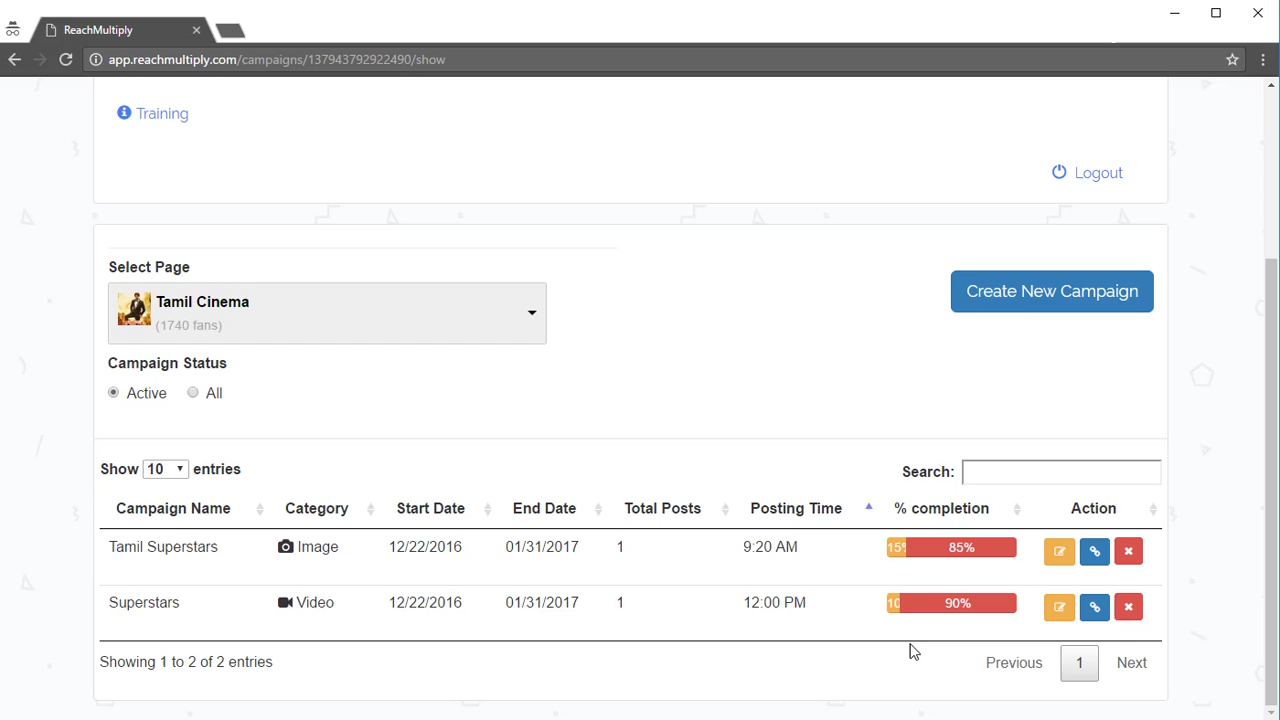 ReachMultiply
app.reachmultiply.com/campaigns/137943792922490/show
Training
Logout
Select Page
Tamil Cinema
(1740 fans)
Create New Campaign
Campaign Status
Active All
Show 10 entries
Search:
Campaign Name Category Start Date End Date Total Posts Posting Time % completion Action
Tamil Superstars Image 12/22/2016 01/31/2017 1 9:20 AM 15% 85%
Superstars Video 12/22/2016 01/31/2017 1 12:00 PM 10 90%
Showing 1 to 2 of 2 entries
Previous 1 Next